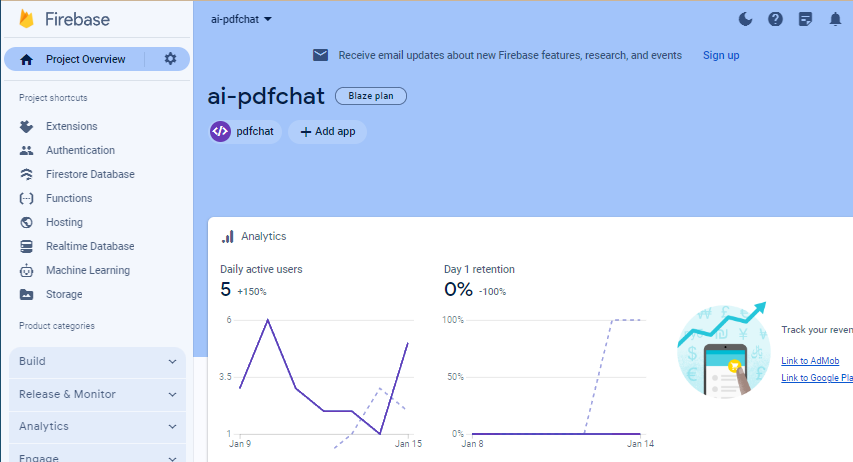 Firebase
ai-pdfchat
Project Overview
Receive email updates about new Firebase features, research, and events Sign up
Project shortcuts
ai-pdfchat Blaze plan
Extensions
</> pdfchat + Add app
Authentication
Firestore Database
Functions
Hosting
Realtime Database
Machine Learning
Storage
Product categories
Build
Release & Monitor
Analytics
Engage
Analytics
Daily active users
5 +150%
6
3.5
1
Jan 9 Jan 15
Day 1 retention
0% -100%
100%
50%
0%
Jan 8 Jan 14
Track your reven
Link to AdMob
Link to Google Pla